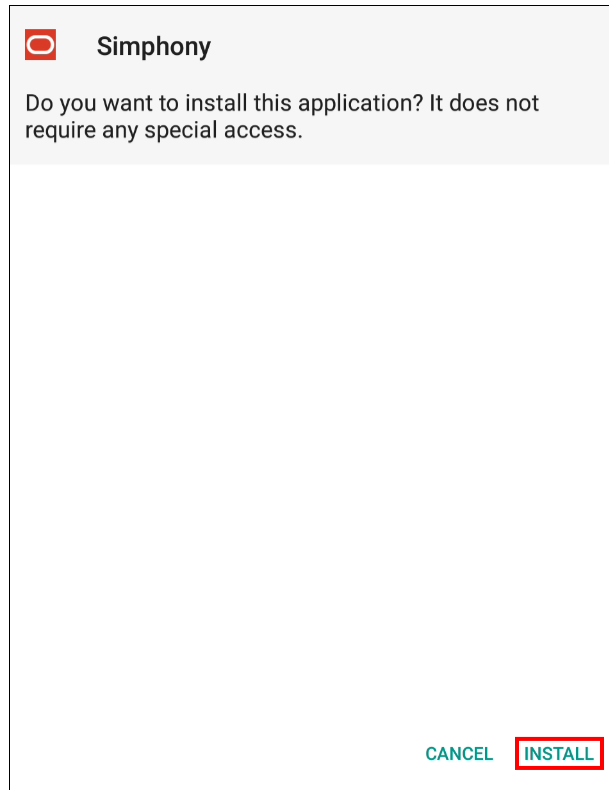 Simphony
Do you want to install this application? It does not
require any special access.
CANCEL INSTALL